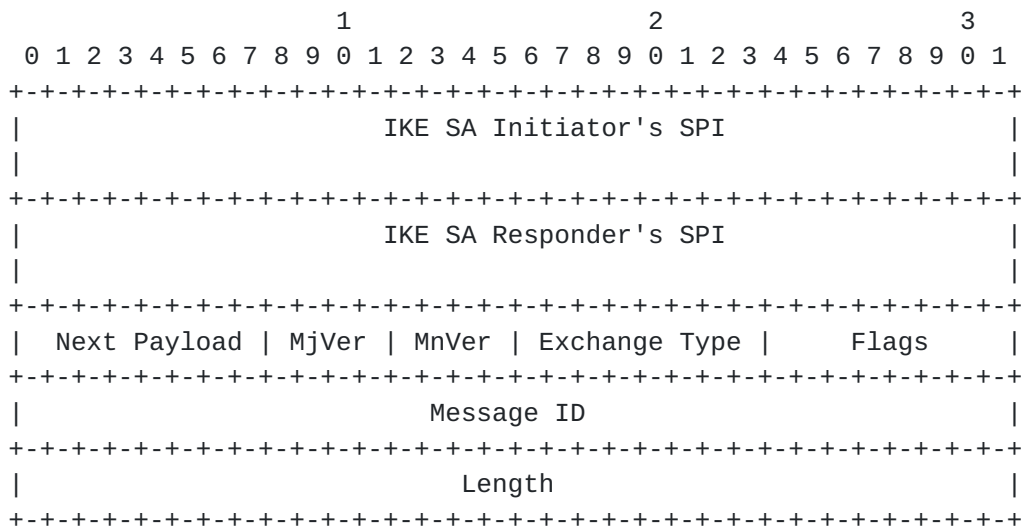 1                   2                   3
 0 1 2 3 4 5 6 7 8 9 0 1 2 3 4 5 6 7 8 9 0 1 2 3 4 5 6 7 8 9 0 1
+-+-+-+-+-+-+-+-+-+-+-+-+-+-+-+-+-+-+-+-+-+-+-+-+-+-+-+-+-+-+-+-+
|                       IKE SA Initiator's SPI                  |
|                                                               |
+-+-+-+-+-+-+-+-+-+-+-+-+-+-+-+-+-+-+-+-+-+-+-+-+-+-+-+-+-+-+-+-+
|                       IKE SA Responder's SPI                  |
|                                                               |
+-+-+-+-+-+-+-+-+-+-+-+-+-+-+-+-+-+-+-+-+-+-+-+-+-+-+-+-+-+-+-+-+
|  Next Payload | MjVer | MnVer | Exchange Type |     Flags     |
+-+-+-+-+-+-+-+-+-+-+-+-+-+-+-+-+-+-+-+-+-+-+-+-+-+-+-+-+-+-+-+-+
|                          Message ID                           |
+-+-+-+-+-+-+-+-+-+-+-+-+-+-+-+-+-+-+-+-+-+-+-+-+-+-+-+-+-+-+-+-+
|                            Length                             |
+-+-+-+-+-+-+-+-+-+-+-+-+-+-+-+-+-+-+-+-+-+-+-+-+-+-+-+-+-+-+-+-+